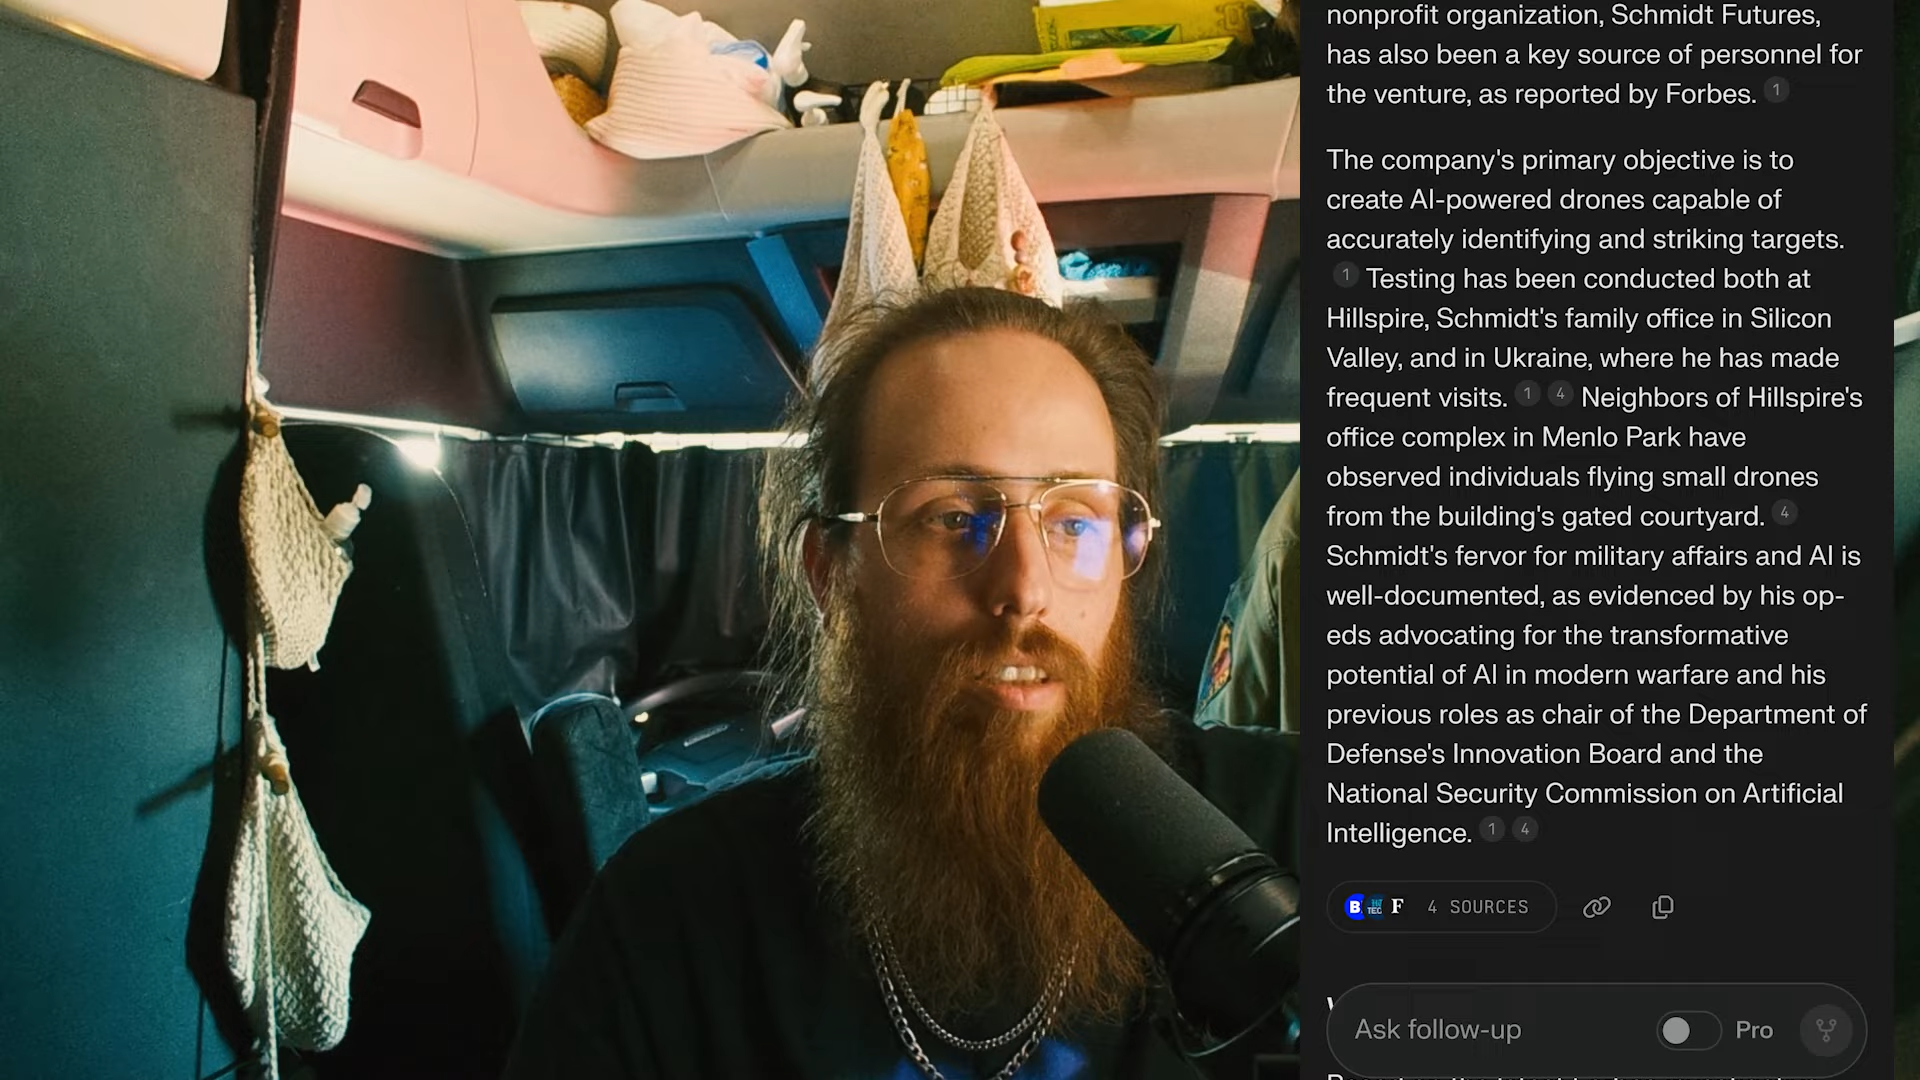 nonprofit organization, Schmidt Futures,
has also been a key source of personnel for
the venture, as reported by Forbes. 1
The company's primary objective is to
create AI-powered drones capable of
accurately identifying and striking targets.
1 Testing has been conducted both at
Hillspire, Schmidt's family office in Silicon
Valley, and in Ukraine, where he has made
frequent visits. 1 4 Neighbors of Hillspire's
office complex in Menlo Park have
observed individuals flying small drones
from the building's gated courtyard. 4
Schmidt's fervor for military affairs and AI is
well-documented, as evidenced by his op-
eds advocating for the transformative
potential of AI in modern warfare and his
previous roles as chair of the Department of
Defense's Innovation Board and the
National Security Commission on Artificial
Intelligence. 1 4
B TEC F 4 SOURCES
Ask follow-up Pro